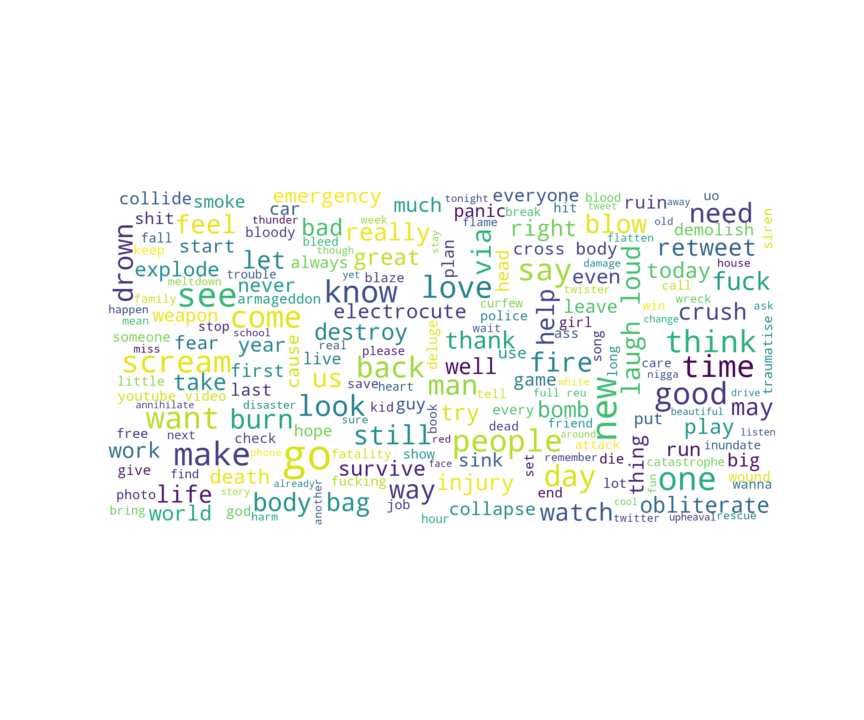 collide smoke emergency car much tonight everyone blood ruin away uo
shit feel bloody thunder bad really week panic break flame hit blow tweet old need siren
drown fall keep start bleed though great stay plan via head right cross body flatten demolish retweet
explode let always yet blaze say even today house
meltdown trouble never know love twister call fuck
family see armageddon curfew leave wreck
happen weapon come electrocute police help girl win crush ask
mean stop school destroy deluge thank wait ass song laugh loud change think traumatise
someone fear year cause real please
miss scream first live back well use fire long care time
little take us save heart man tell game white nigga drive
youtube video last kid full reu new beautiful good
annihilate disaster guy book try every bomb put may
want burn look sure red friend play listen
free next check hope still people dead around thing run inundate
work make go phone fatality show sink attack remember die catastrophe big
give find death fucking face survive set injury day lot fun one wound wanna
photo life story already another way end cool
bring world god body bag job collapse watch obliterate
harm hour twitter upheaval rescue